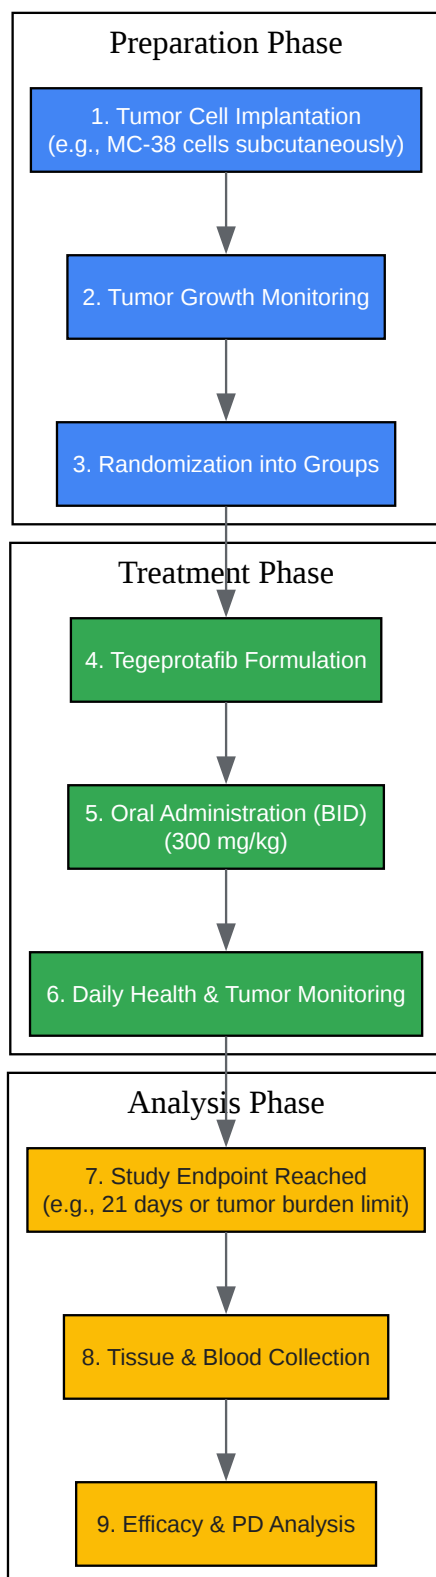 Preparation Phase
1. Tumor Cell Implantation
(e.g., MC-38 cells subcutaneously)
2. Tumor Growth Monitoring
3. Randomization into Groups
Treatment Phase
4. Tegeprotafib Formulation
5. Oral Administration (BID)
(300 mg/kg)
6. Daily Health & Tumor Monitoring
Analysis Phase
7. Study Endpoint Reached
(e.g., 21 days or tumor burden limit)
8. Tissue & Blood Collection
9. Efficacy & PD Analysis